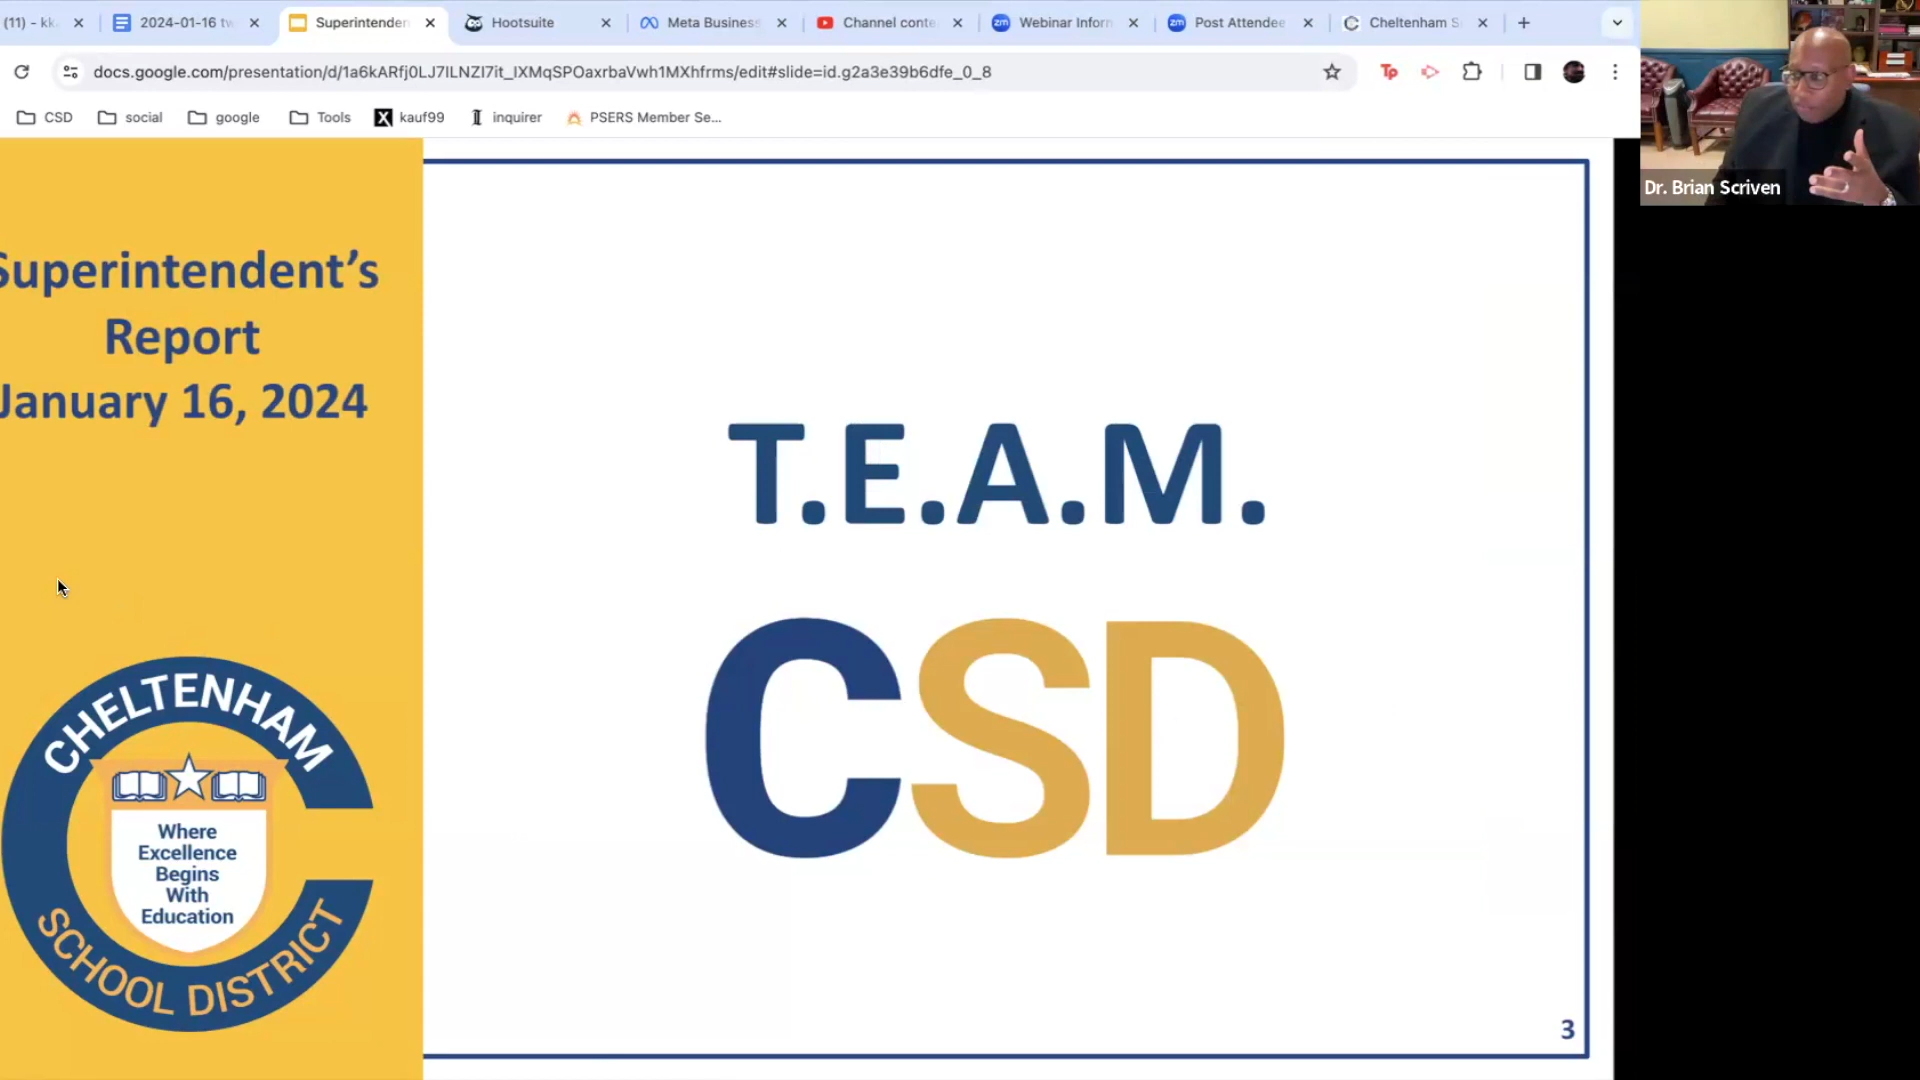 (11) - kk
2024-01-16 tw
Superintenden
Hootsuite
Meta Business
Channel conte
Webinar Inform
Post Attendee
Cheltenham S
docs.google.com/presentation/d/1a6kARfj0LJ7ILNZI7it_IXMqSPOaxrbaVwh1MXhfrms/edit#slide=id.g2a3e39b6dfe_0_8
CSD
social
google
Tools
kauf99
inquirer
PSERS Member Se...
Dr. Brian Scriven
Superintendent's
Report
January 16, 2024
T.E.A.M.
CSD
CHELTENHAM
Where
Excellence
Begins
With
Education
SCHOOL DISTRICT
3